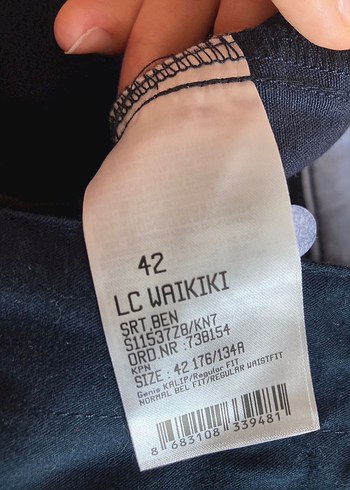 42
LC WAIKIKI
SRT.BEN
S11537Z8/KN7
ORD.NR :738154
KPN
SIZE : 42 176/134A
Geniş KALIP/Regular FIT
NORMAL BEL FIT/REGULAR WAISTFIT
8 683108 339481